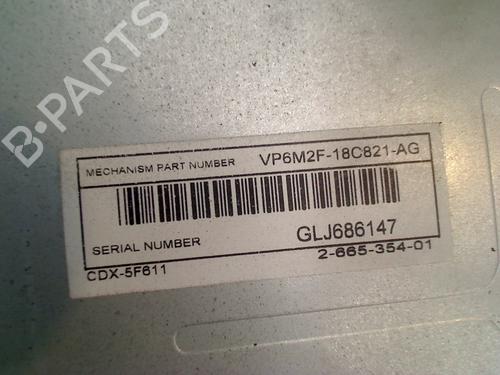 B-PARTS
MECHANISM PART NUMBER VP6M2F-18C821-AG
SERIAL NUMBER GLJ686147
CDX-5F611 2-665-354-01